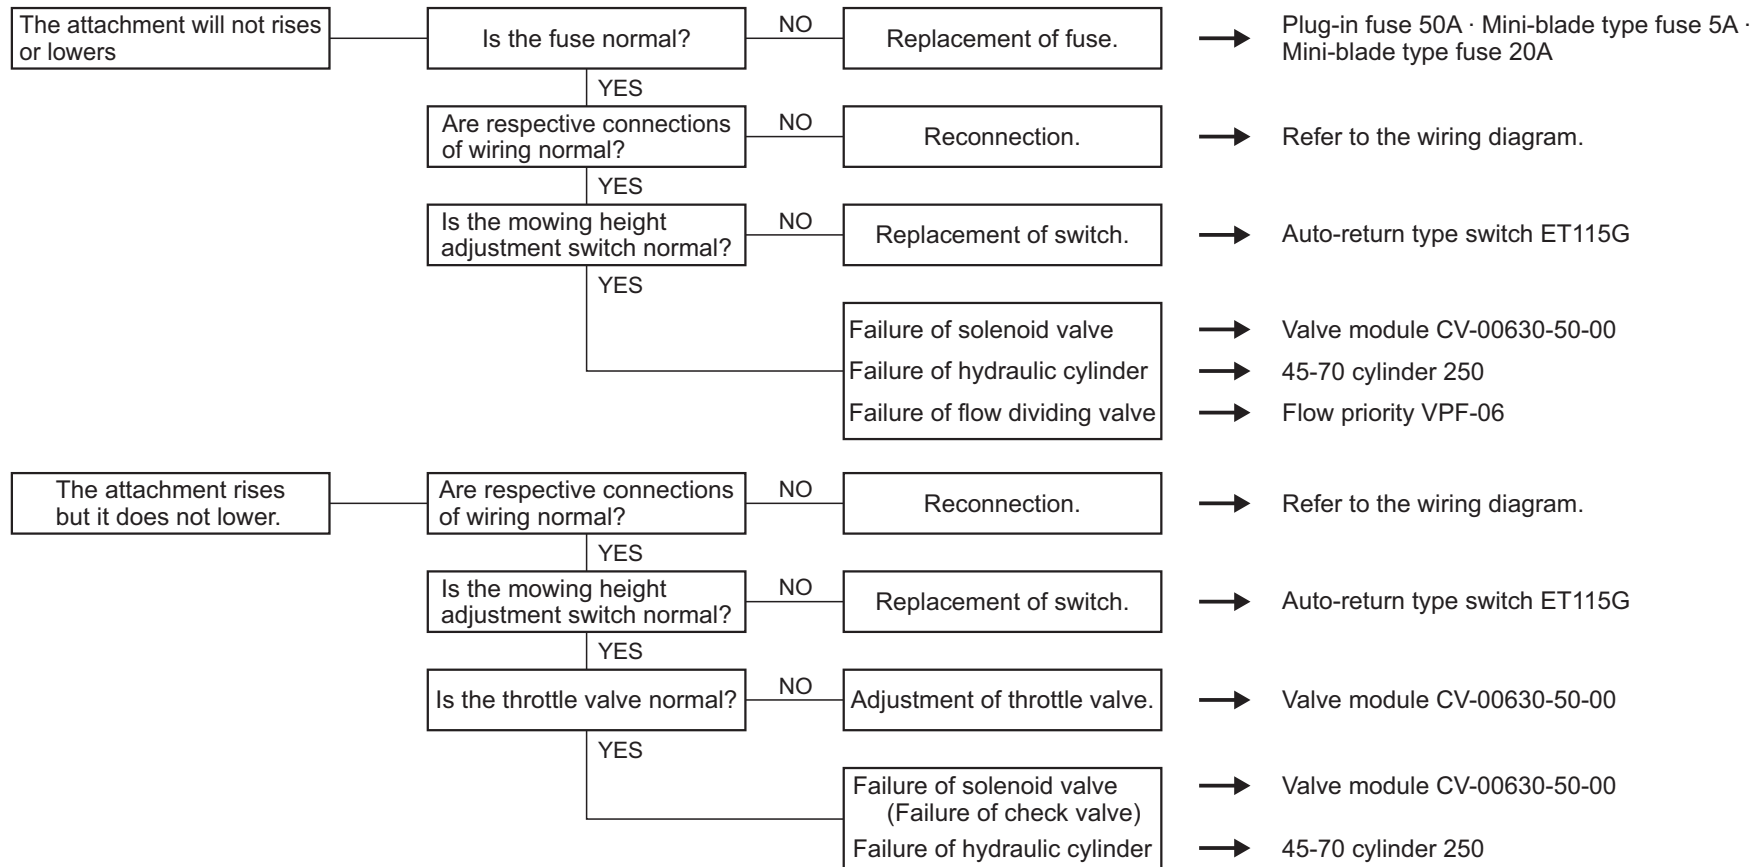 The attachment will not rises
or lowers
Is the fuse normal?
NO
Replacement of fuse.
Plug-in fuse 50A · Mini-blade type fuse 5A ·
Mini-blade type fuse 20A
YES
Are respective connections
of wiring normal?
NO
Reconnection.
Refer to the wiring diagram.
YES
Is the mowing height
adjustment switch normal?
NO
Replacement of switch.
Auto-return type switch ET115G
YES
Failure of solenoid valve
Valve module CV-00630-50-00
Failure of hydraulic cylinder
45-70 cylinder 250
Failure of flow dividing valve
Flow priority VPF-06
The attachment rises
but it does not lower.
Are respective connections
of wiring normal?
NO
Reconnection.
Refer to the wiring diagram.
YES
Is the mowing height
adjustment switch normal?
NO
Replacement of switch.
Auto-return type switch ET115G
YES
Is the throttle valve normal?
NO
Adjustment of throttle valve.
Valve module CV-00630-50-00
YES
Failure of solenoid valve
(Failure of check valve)
Valve module CV-00630-50-00
Failure of hydraulic cylinder
45-70 cylinder 250